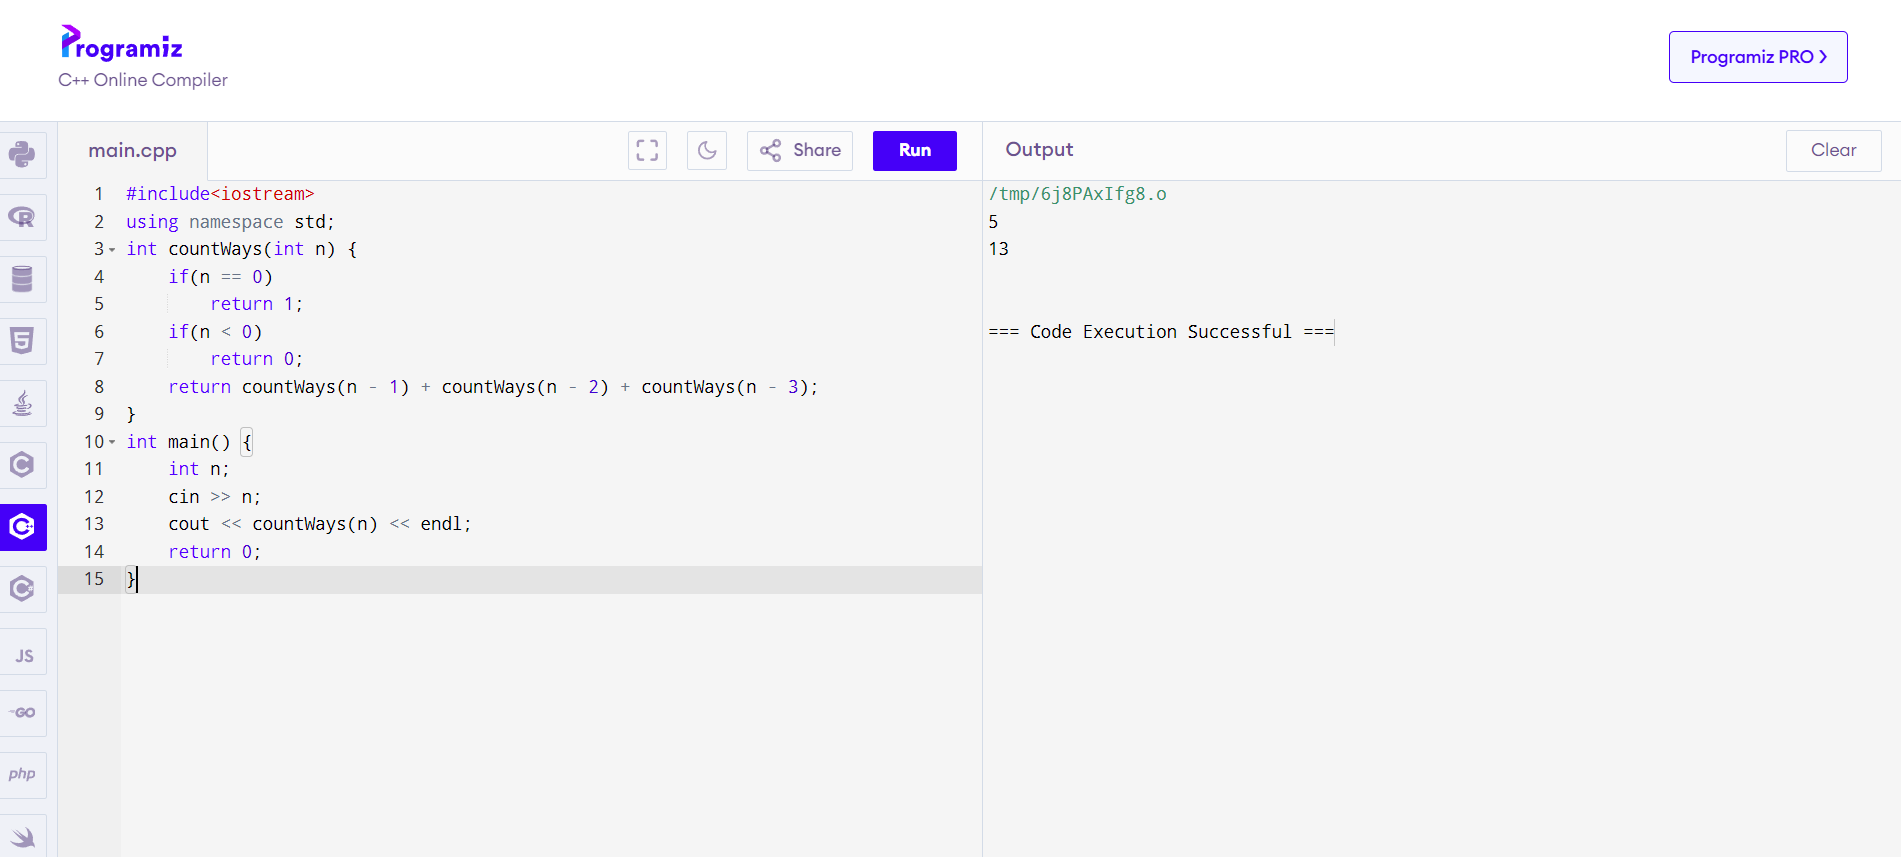 Programiz
C++ Online Compiler
Programiz PRO
main.cpp
Share
Run
Output
Clear
1 #include<iostream>
2 using namespace std;
3 int countWays(int n) {
4     if(n == 0)
5         return 1;
6     if(n < 0)
7         return 0;
8     return countWays(n - 1) + countWays(n - 2) + countWays(n - 3);
9 }
10 int main() {
11     int n;
12     cin >> n;
13     cout << countWays(n) << endl;
14     return 0;
15 }
/tmp/6j8PAxIfg8.o
5
13
=== Code Execution Successful ===
R
5
C
C++
C
JS
GO
php